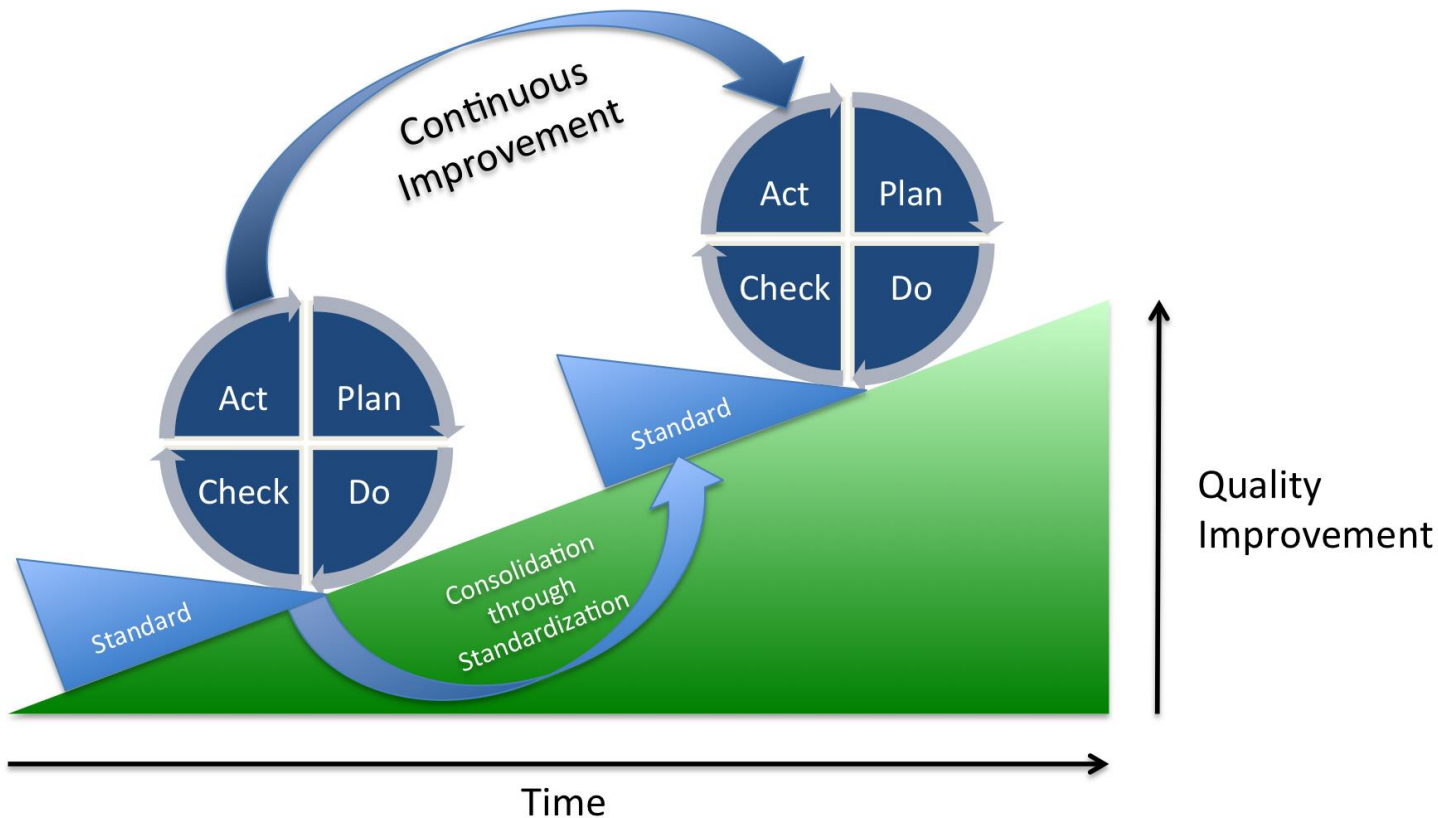 Continuous
Improvement
Act Plan
Check Do
Act Plan
Check Do
Standard
Standard
Consolidation
through
Standardization
Quality
Improvement
Time